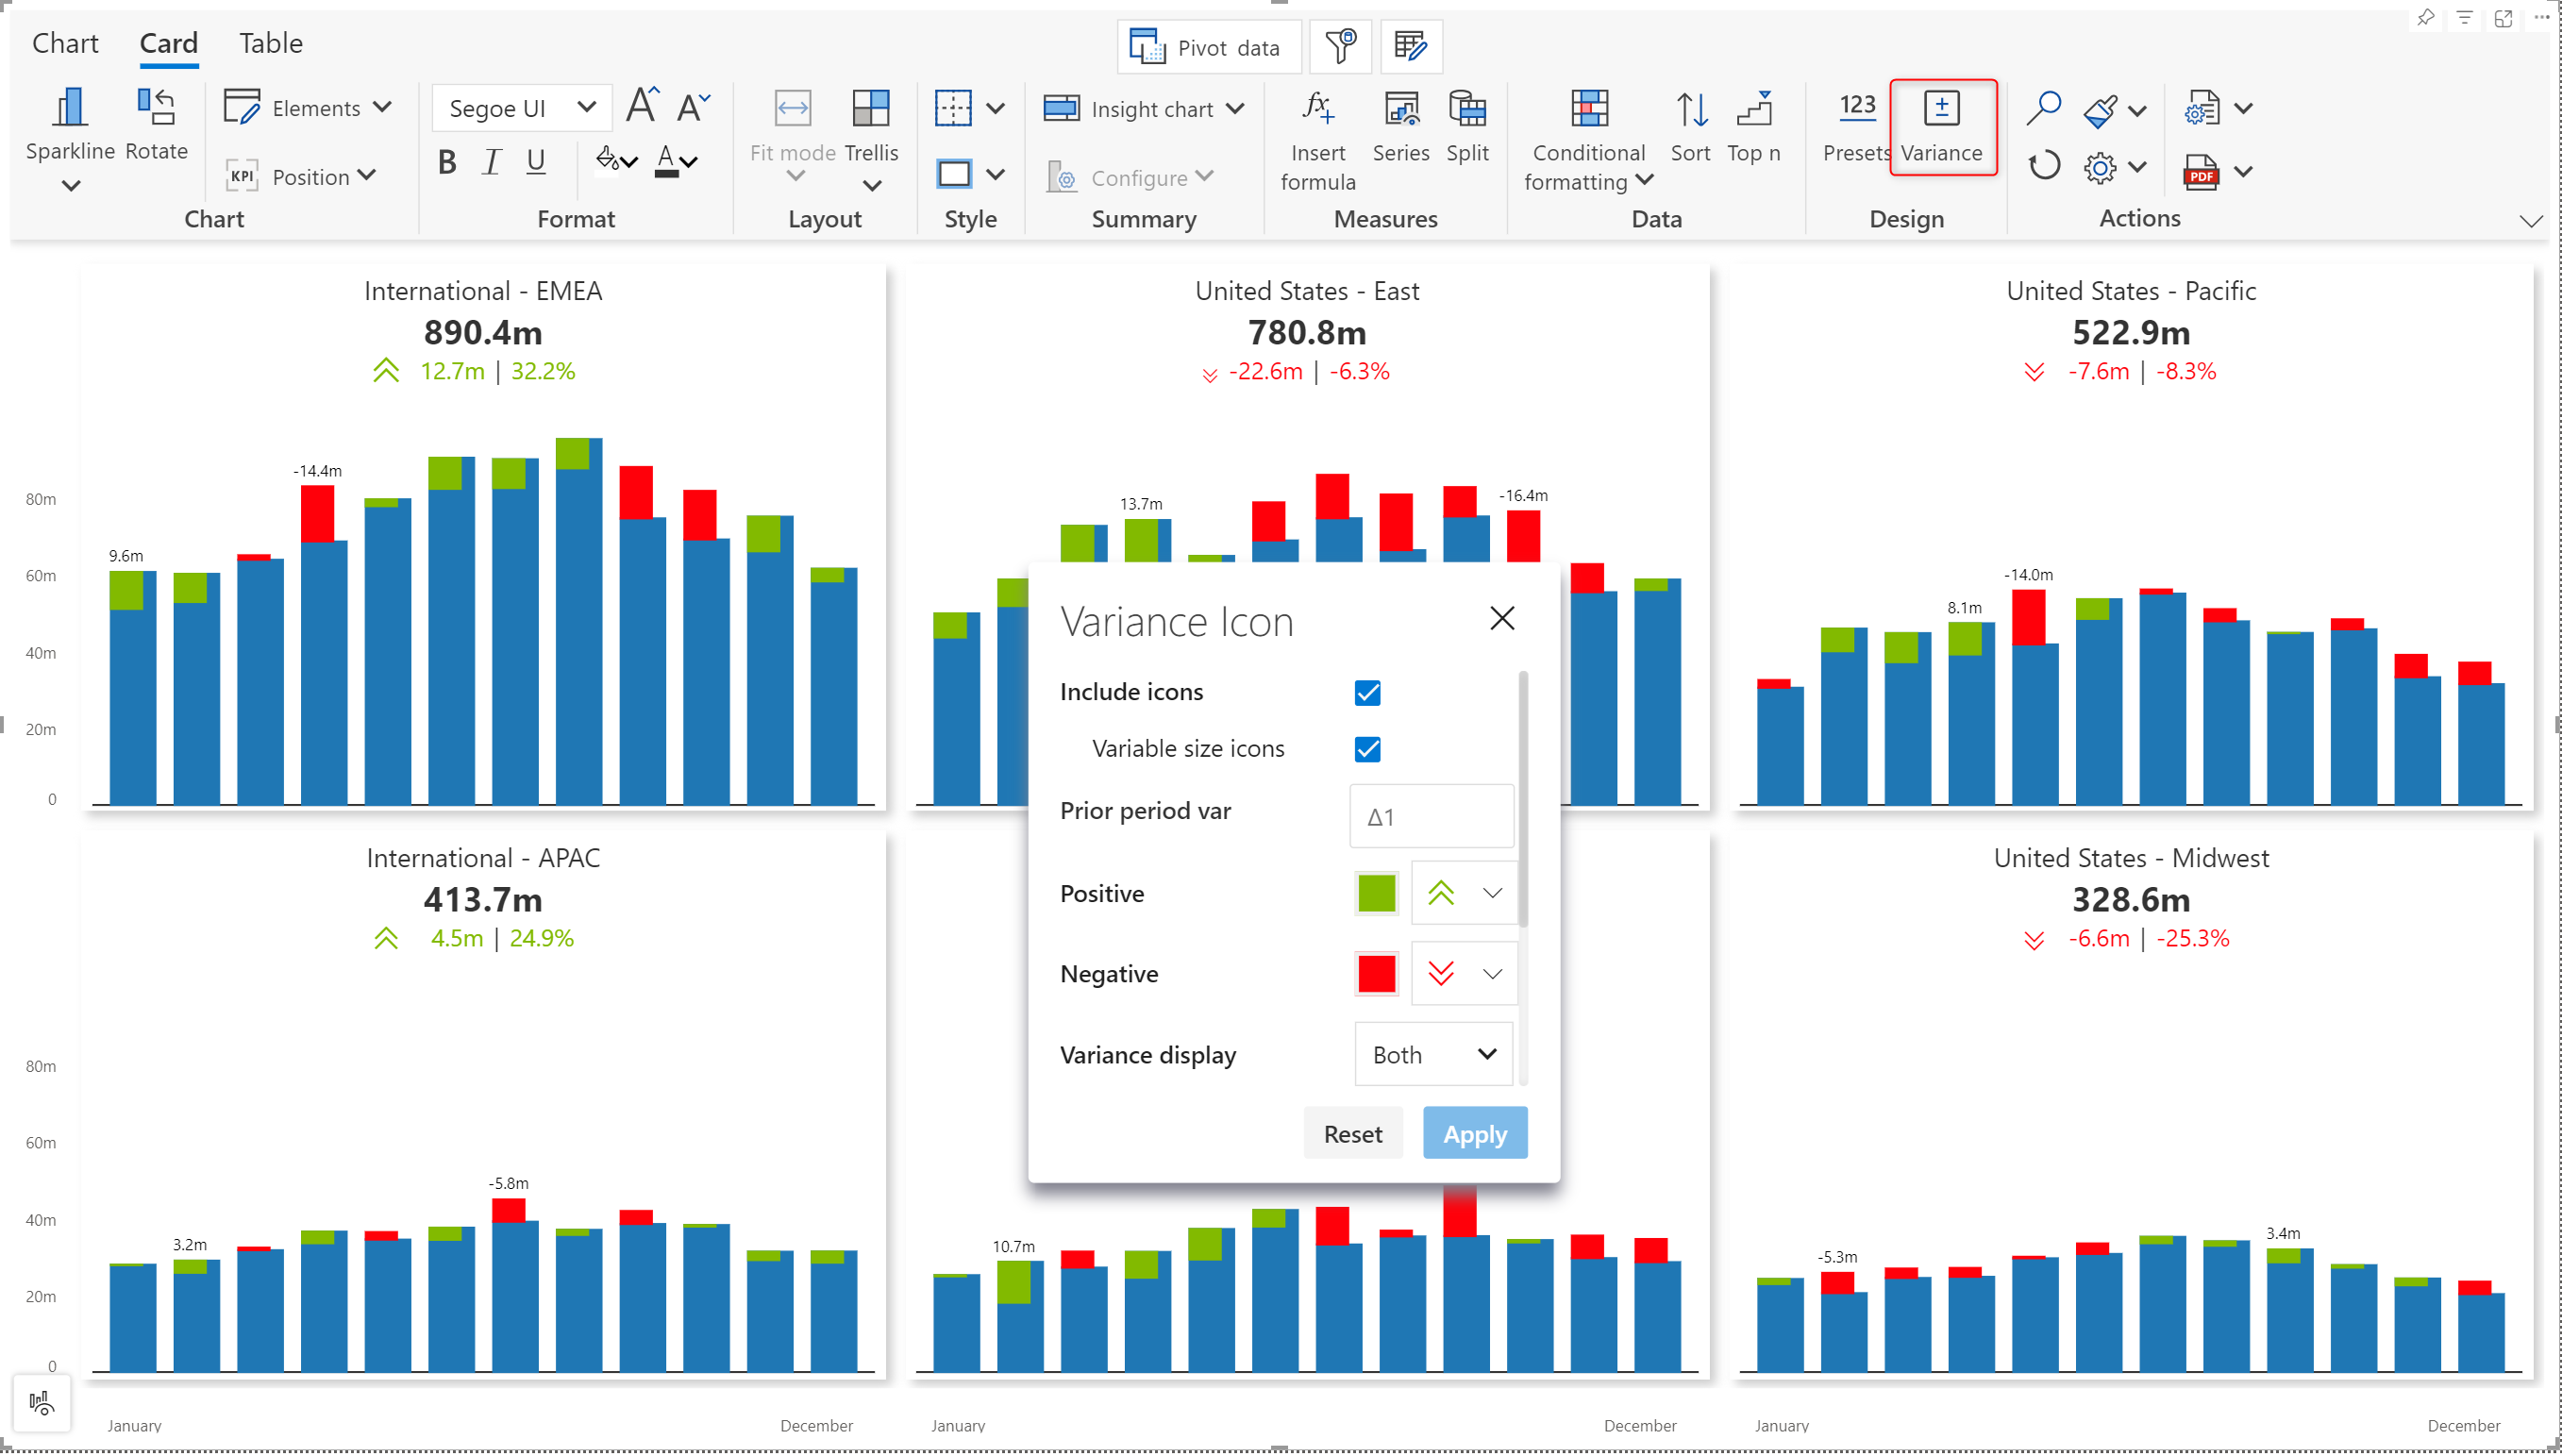 Chart Card Table
Pivot data
Sparkline Rotate
Elements
KPI Position
Chart
Segoe UI
A A
B I U A
Format
Fit mode Trellis
Layout
Style
Insight chart
Configure
Summary
fx
Insert formula
Series Split
Measures
Conditional formatting
Sort Top n
Data
123
Presets Variance
Design
PDF
Actions
International - EMEA
890.4m
12.7m | 32.2%
80m
60m
40m
20m
0
9.6m
-14.4m
United States - East
780.8m
-22.6m | -6.3%
13.7m
-16.4m
United States - Pacific
522.9m
-7.6m | -8.3%
8.1m
-14.0m
Variance Icon
Include icons
Variable size icons
Prior period var Δ1
Positive
Negative
Variance display Both
Reset Apply
International - APAC
413.7m
4.5m | 24.9%
80m
60m
40m
20m
0
3.2m
-5.8m
January December
10.7m
January December
United States - Midwest
328.6m
-6.6m | -25.3%
-5.3m
3.4m
January December